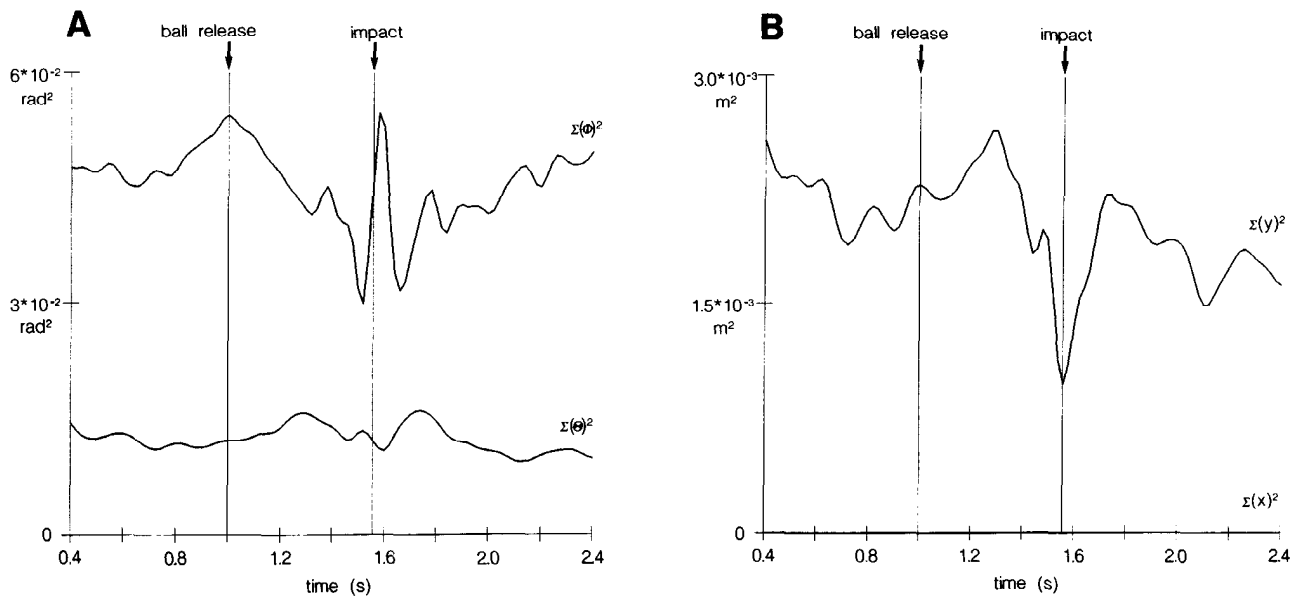 A
ball release
impact
6*10⁻²
rad²
Σ(Φ)²
3*10⁻²
rad²
Σ(Θ)²
0
0.4
0.8
1.2
1.6
2.0
2.4
time (s)
B
ball release
impact
3.0*10⁻³
m²
Σ(y)²
1.5*10⁻³
m²
Σ(x)²
0
0.4
0.8
1.2
1.6
2.0
2.4
time (s)